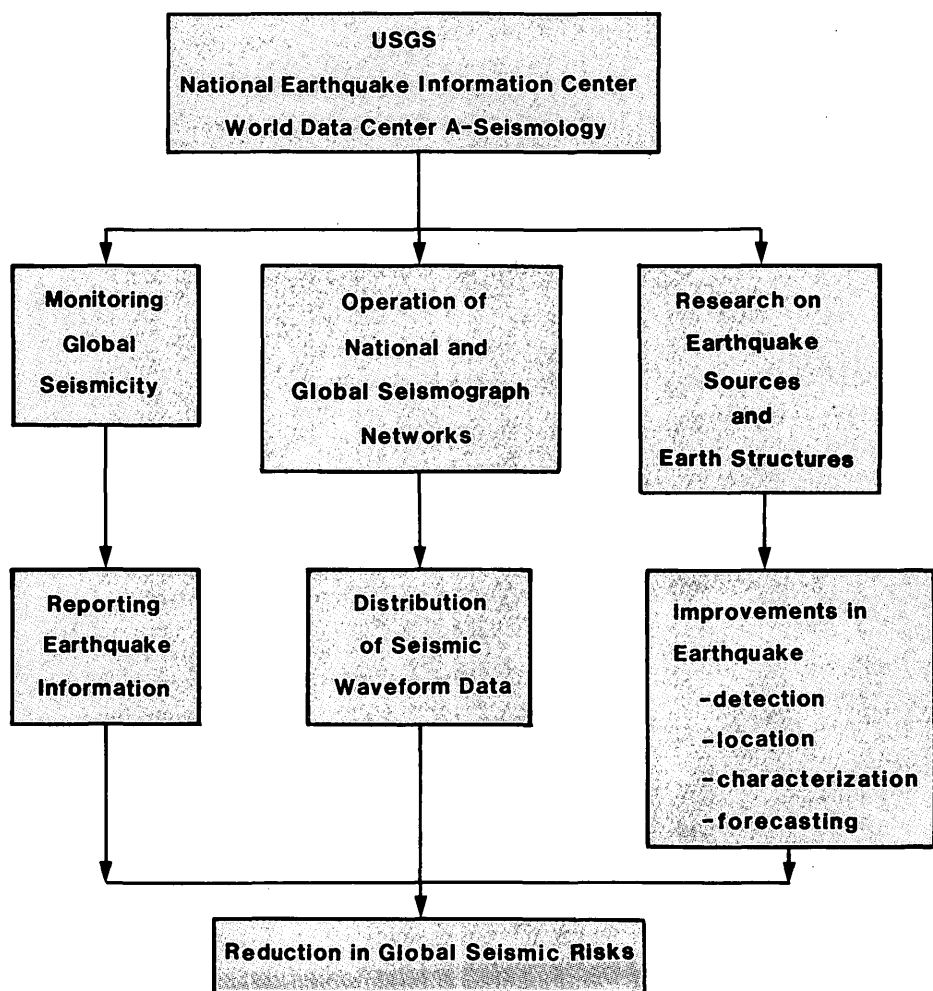 USGS
National Earthquake Information Center
World Data Center A-Seismology
Monitoring
Global
Seismicity
Operation of
National and
Global Seismograph
Networks
Research on
Earthquake
Sources
and
Earth Structures
Reporting
Earthquake
Information
Distribution
of Seismic
Waveform Data
Improvements in
Earthquake
-detection
-location
-characterization
-forecasting
Reduction in Global Seismic Risks